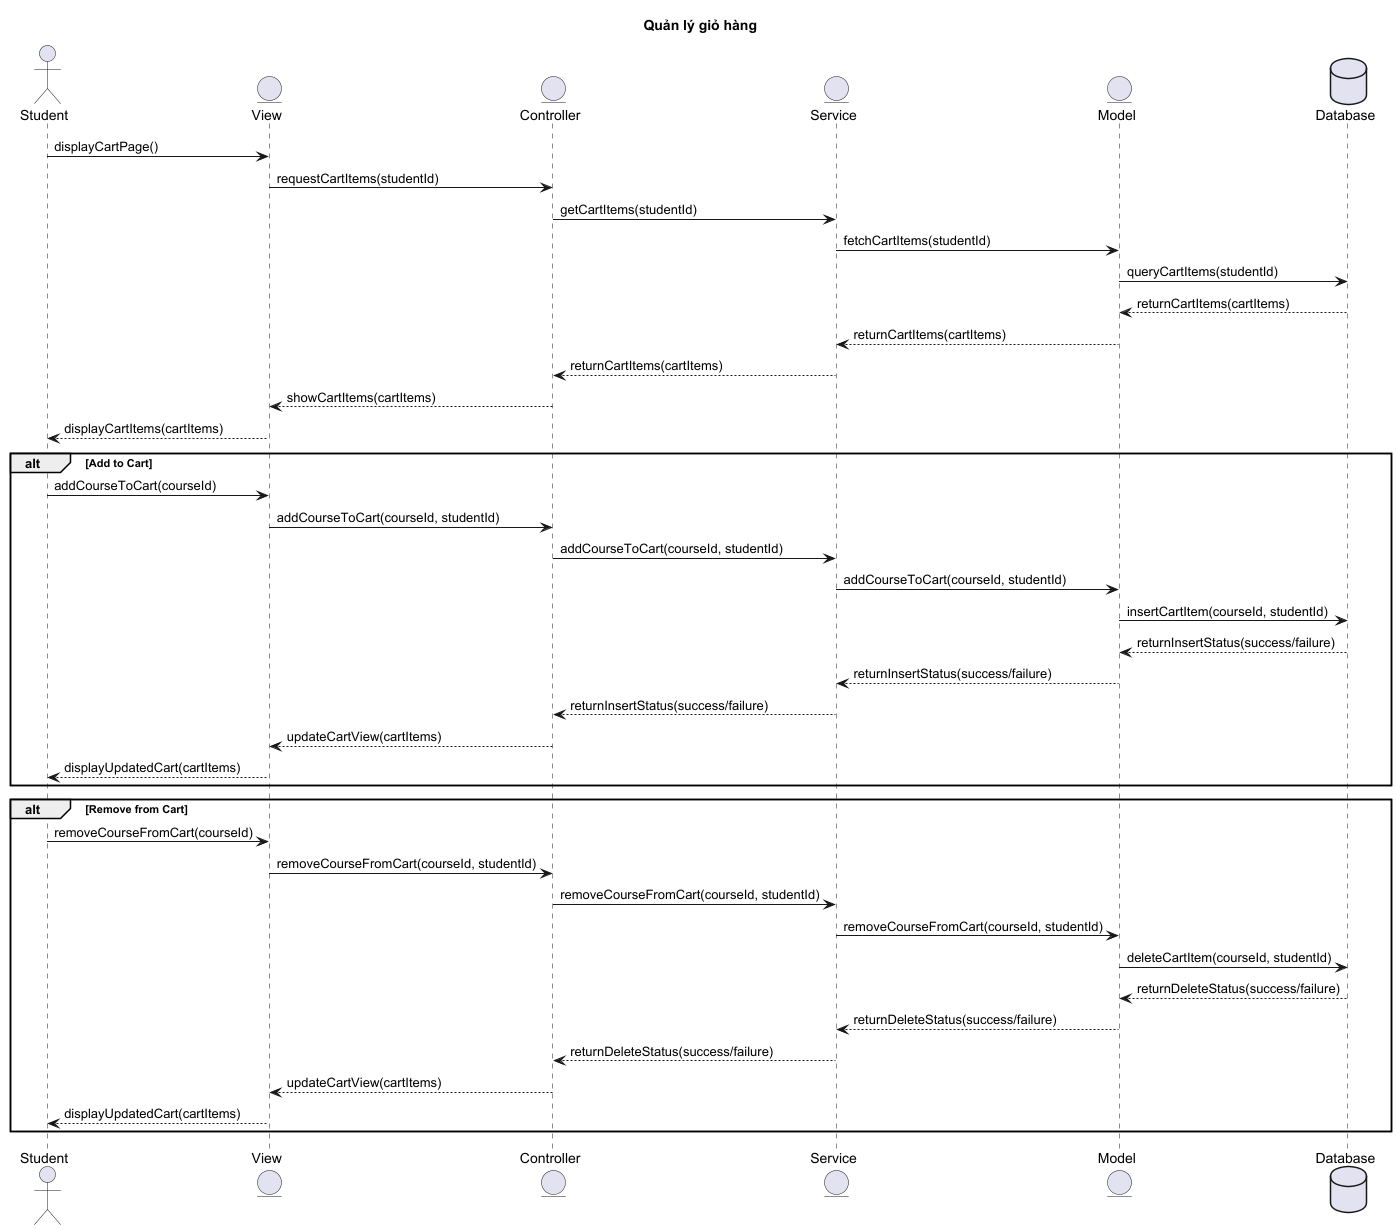 Quản lý giỏ hàng
Student
View
Controller
Service
Model
Database
displayCartPage()
requestCartItems(studentId)
getCartItems(studentId)
fetchCartItems(studentId)
queryCartItems(studentId)
returnCartItems(cartItems)
returnCartItems(cartItems)
returnCartItems(cartItems)
showCartItems(cartItems)
displayCartItems(cartItems)
alt [Add to Cart]
addCourseToCart(courseId)
addCourseToCart(courseId, studentId)
addCourseToCart(courseId, studentId)
addCourseToCart(courseId, studentId)
insertCartItem(courseId, studentId)
returnInsertStatus(success/failure)
returnInsertStatus(success/failure)
returnInsertStatus(success/failure)
updateCartView(cartItems)
displayUpdatedCart(cartItems)
alt [Remove from Cart]
removeCourseFromCart(courseId)
removeCourseFromCart(courseId, studentId)
removeCourseFromCart(courseId, studentId)
removeCourseFromCart(courseId, studentId)
deleteCartItem(courseId, studentId)
returnDeleteStatus(success/failure)
returnDeleteStatus(success/failure)
returnDeleteStatus(success/failure)
updateCartView(cartItems)
displayUpdatedCart(cartItems)
Student
View
Controller
Service
Model
Database